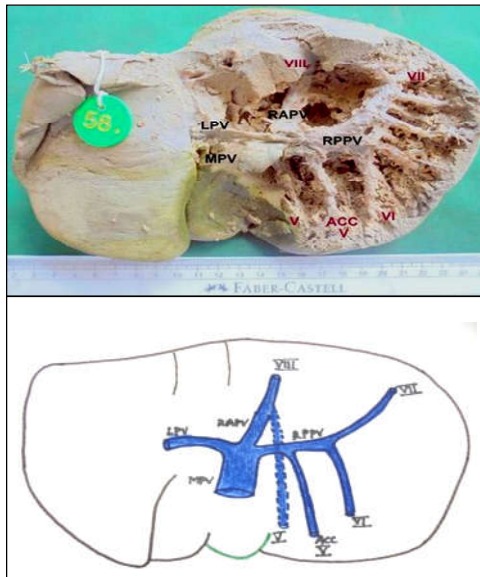 VIII
VII
58.
RAPV
LPV
RPPV
MPV
V
ACC
V
VI
FABER-CASTELL
VIII
VII
RAPV
LPV
RPPV
MPV
VI
V
ACC
V